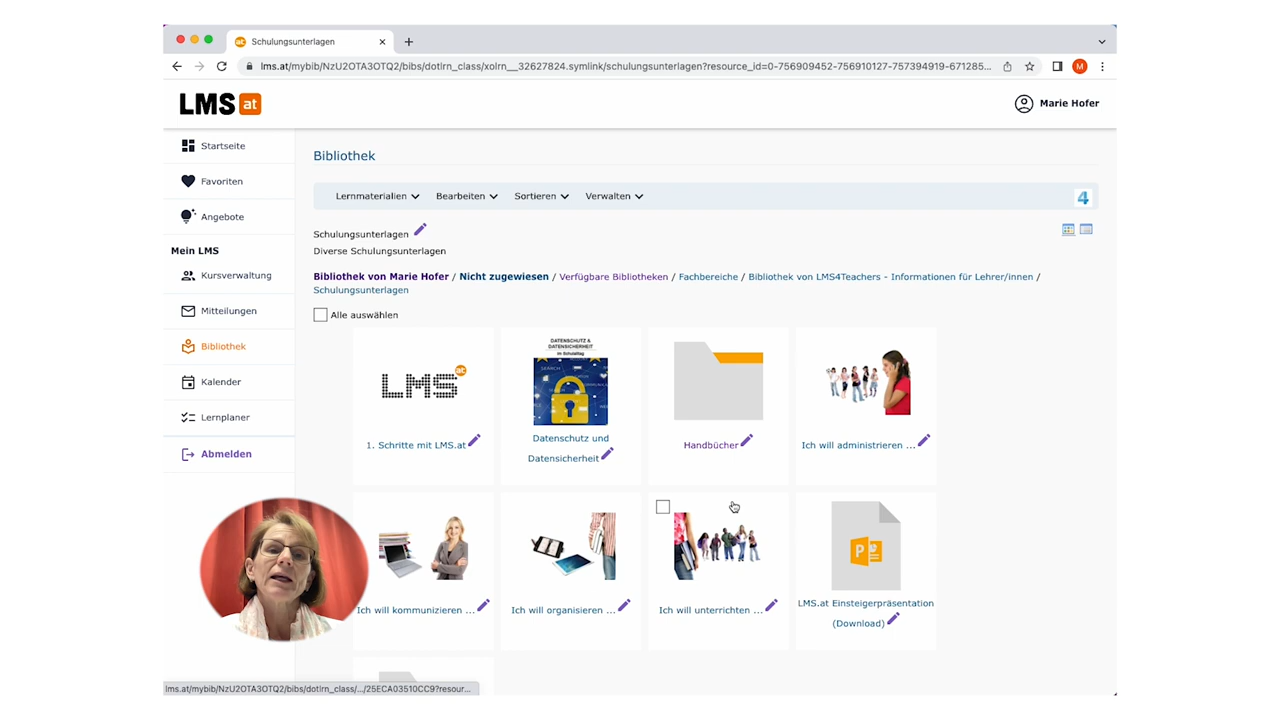 Schulungsunterlagen
lms.at/mybib/NzU2OTA3OTQ2/bibs/dotlrn_class/xolrn__32627824.symlink/schulungsunterlagen?resource_id=0-756909452-756910127-757394919-671285...
M
LMS at
Marie Hofer
Startseite
Favoriten
Angebote
Mein LMS
Kursverwaltung
Mitteilungen
Bibliothek
Kalender
Lernplaner
Abmelden
Bibliothek
Lernmaterialien Bearbeiten Sortieren Verwalten
4
Schulungsunterlagen
Diverse Schulungsunterlagen
Bibliothek von Marie Hofer / Nicht zugewiesen / Verfügbare Bibliotheken / Fachbereiche / Bibliothek von LMS4Teachers - Informationen für Lehrer/innen /
Schulungsunterlagen
Alle auswählen
LMS at
1. Schritte mit LMS.at
DATENSCHUTZ &
DATENSICHERHEIT
im Schulalltag
Datenschutz und
Datensicherheit
Handbücher
Ich will administrieren ...
Ich will kommunizieren ...
Ich will organisieren ...
Ich will unterrichten ...
P
LMS.at Einsteigerpräsentation
(Download)
lms.at/mybib/NzU2OTA3OTQ2/bibs/dotlrn_class/.../25ECA03510CC9?resour...